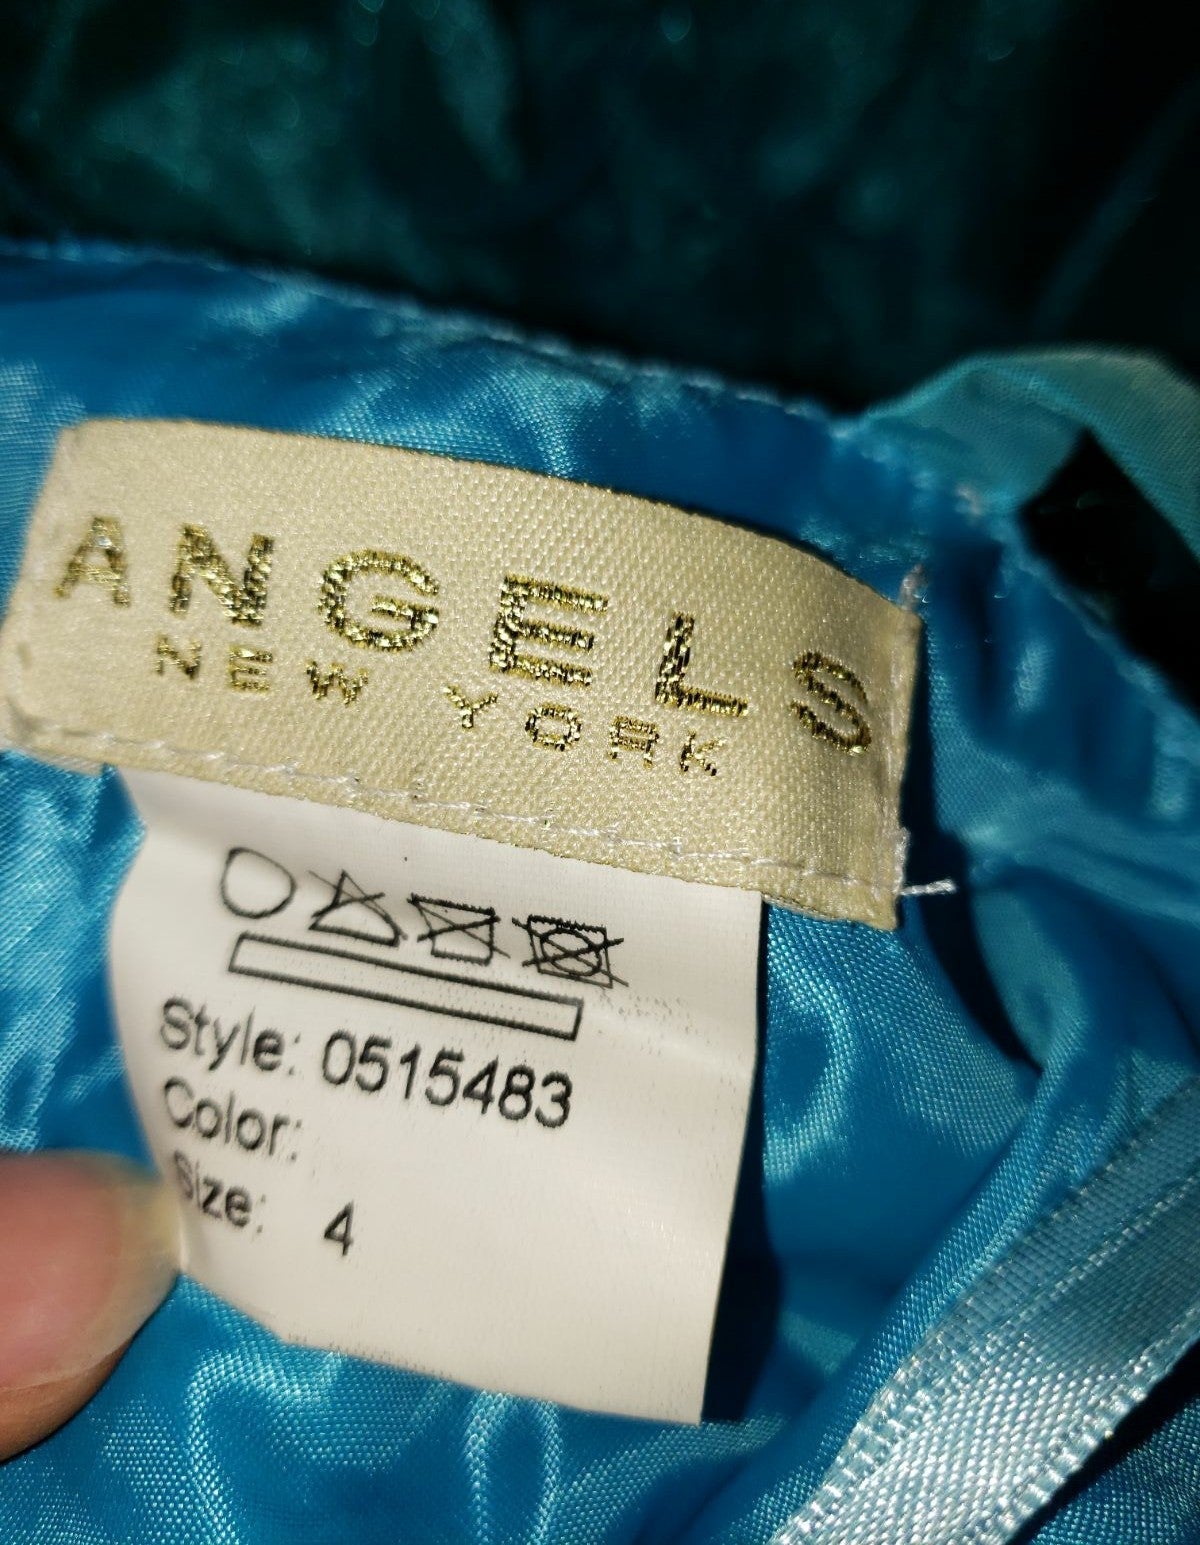 ANGELS
NEW YORK
Style: 0515483
Color:
Size: 4